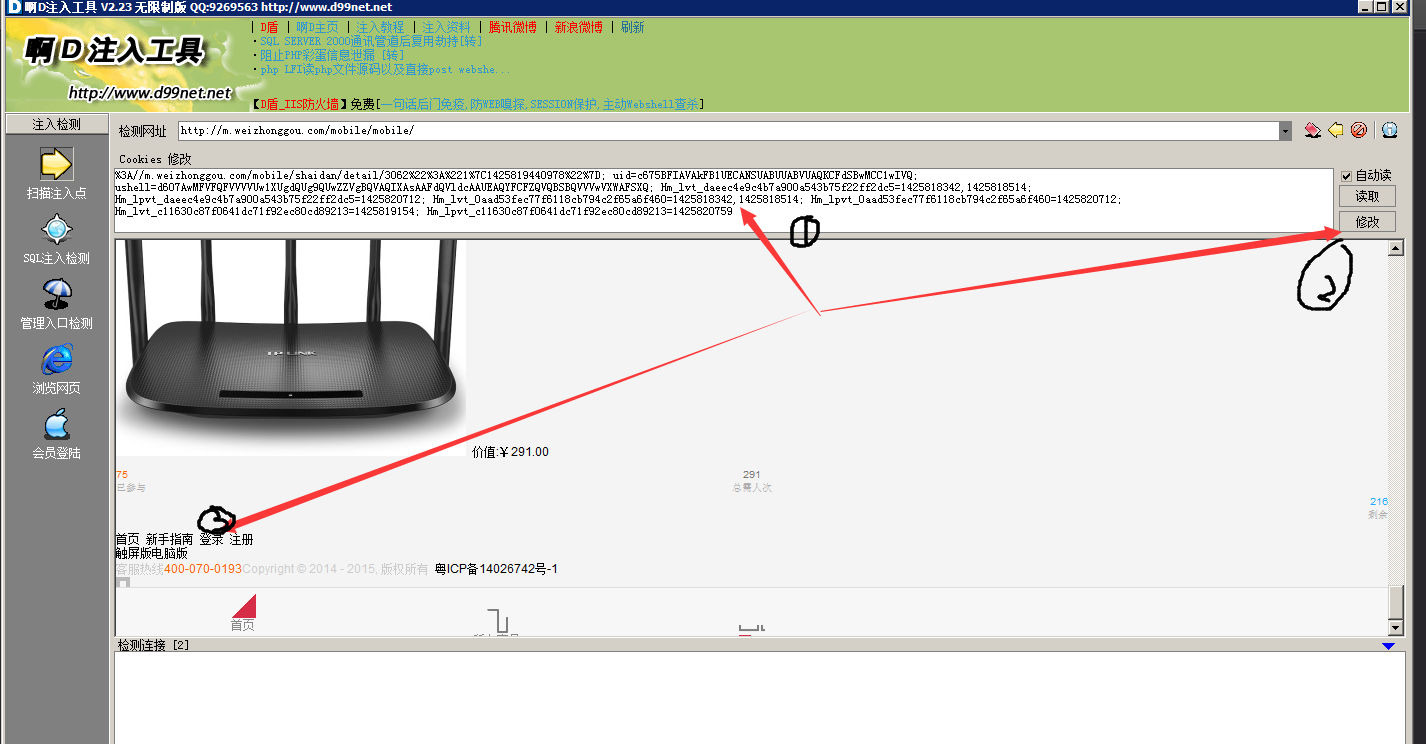 啊D注入工具 V2.23 无限制版 QQ:9269563 http://www.d99net.net
啊D注入工具
http://www.d99net.net
| D盾 | 啊D主页 | 注入教程 | 注入资料 | 腾讯微博 | 新浪微博 | 刷新
·SQL SERVER 2000通讯管道后复用劫持[转]
·阻止PHP彩蛋信息泄漏 [转]
·php LFI读php文件源码以及直接post webshe...
【D盾_IIS防火墙】免费[一句话后门免疫,防WEB嗅探,SESSION保护,主动Webshell查杀]
注入检测
扫描注入点
SQL注入检测
管理入口检测
浏览网页
会员登陆
检测网址 http://m.weizhonggou.com/mobile/mobile/
Cookies 修改
%3A//m.weizhonggou.com/mobile/shaidan/detail/3062%22%3A%221%7C1425819440978%22%7D; uid=c675BFIAVAkFB1UECANSUABUUABVUAQKCFdSBwMCC1wIVQ;
ushell=d607AwMFVFQFVVVVUw1XUgdQUg9QUwZZVgBQVAQIXAsAAFdQV1dcAAUEAQYFCFZQVQBSBQVVVwVXWAFSXQ; Hm_lvt_daeec4e9c4b7a900a543b75f22ff2dc5=1425818342,1425818514;
Hm_lpvt_daeec4e9c4b7a900a543b75f22ff2dc5=1425820712; Hm_lvt_0aad53fec77f6118cb794c2f65a6f460=1425818342,1425818514; Hm_lpvt_0aad53fec77f6118cb794c2f65a6f460=1425820712;
Hm_lvt_c11630c87f0641dc71f92ec80cd89213=1425819154; Hm_lpvt_c11630c87f0641dc71f92ec80cd89213=1425820759
自动读
读取
修改
①
②
TP-LINK
价值:￥291.00
75
已参与
291
总需人次
216
剩余
③
首页 新手指南 登录 注册
触屏版电脑版
客服热线400-070-0193Copyright © 2014 - 2015, 版权所有 粤ICP备14026742号-1
首页
检测连接 [2]